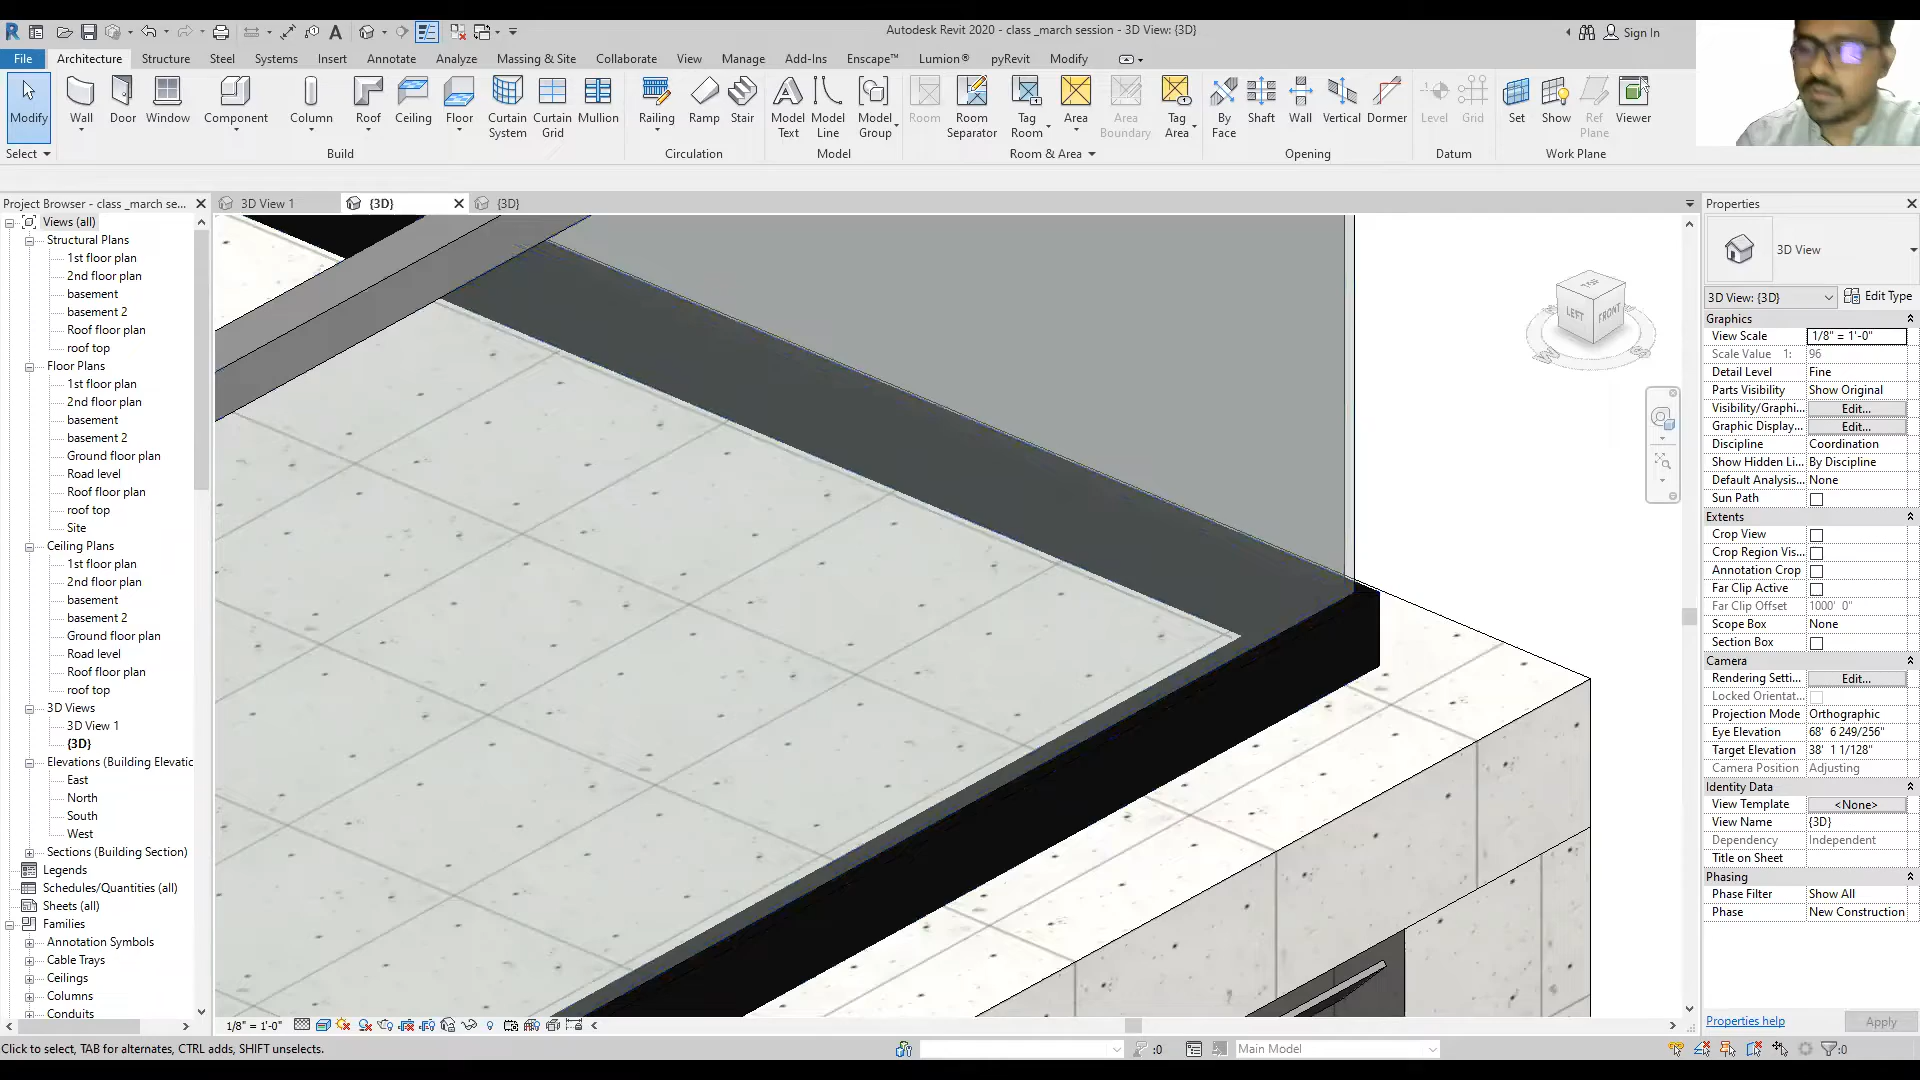 Autodesk Revit 2020 - class _march session - 3D View: {3D}
Sign In
File Architecture Structure Steel Systems Insert Annotate Analyze Massing & Site Collaborate View Manage Add-Ins Enscape™ Lumion® pyRevit Modify
Modify Wall Door Window Component Column Roof Ceiling Floor Curtain System Curtain Grid Mullion Railing Ramp Stair Model Text Model Line Model Group Room Room Separator Tag Room Area Area Boundary Tag Area By Face Shaft Wall Vertical Dormer Level Grid Set Show Ref Plane Viewer
Select Build Circulation Model Room & Area Opening Datum Work Plane
Project Browser - class _march se...
3D View 1 {3D} {3D}
Properties
Views (all)
Structural Plans
1st floor plan
2nd floor plan
basement
basement 2
Roof floor plan
roof top
Floor Plans
1st floor plan
2nd floor plan
basement
basement 2
Ground floor plan
Road level
Roof floor plan
roof top
Site
Ceiling Plans
1st floor plan
2nd floor plan
basement
basement 2
Ground floor plan
Road level
Roof floor plan
roof top
3D Views
3D View 1
{3D}
Elevations (Building Elevatic
East
North
South
West
Sections (Building Section)
Legends
Schedules/Quantities (all)
Sheets (all)
Families
Annotation Symbols
Cable Trays
Ceilings
Columns
Conduits
TOP
LEFT
FRONT
W
3D View
3D View: {3D} Edit Type
Graphics
View Scale 1/8" = 1'-0"
Scale Value 1: 96
Detail Level Fine
Parts Visibility Show Original
Visibility/Graphi... Edit...
Graphic Display... Edit...
Discipline Coordination
Show Hidden Li... By Discipline
Default Analysis... None
Sun Path
Extents
Crop View
Crop Region Vis...
Annotation Crop
Far Clip Active
Far Clip Offset 1000' 0"
Scope Box None
Section Box
Camera
Rendering Setti... Edit...
Locked Orientat...
Projection Mode Orthographic
Eye Elevation 68' 6 249/256"
Target Elevation 38' 1 1/128"
Camera Position Adjusting
Identity Data
View Template <None>
View Name {3D}
Dependency Independent
Title on Sheet
Phasing
Phase Filter Show All
Phase New Construction
Properties help Apply
1/8" = 1'-0"
Click to select, TAB for alternates, CTRL adds, SHIFT unselects.
:0
Main Model
:0